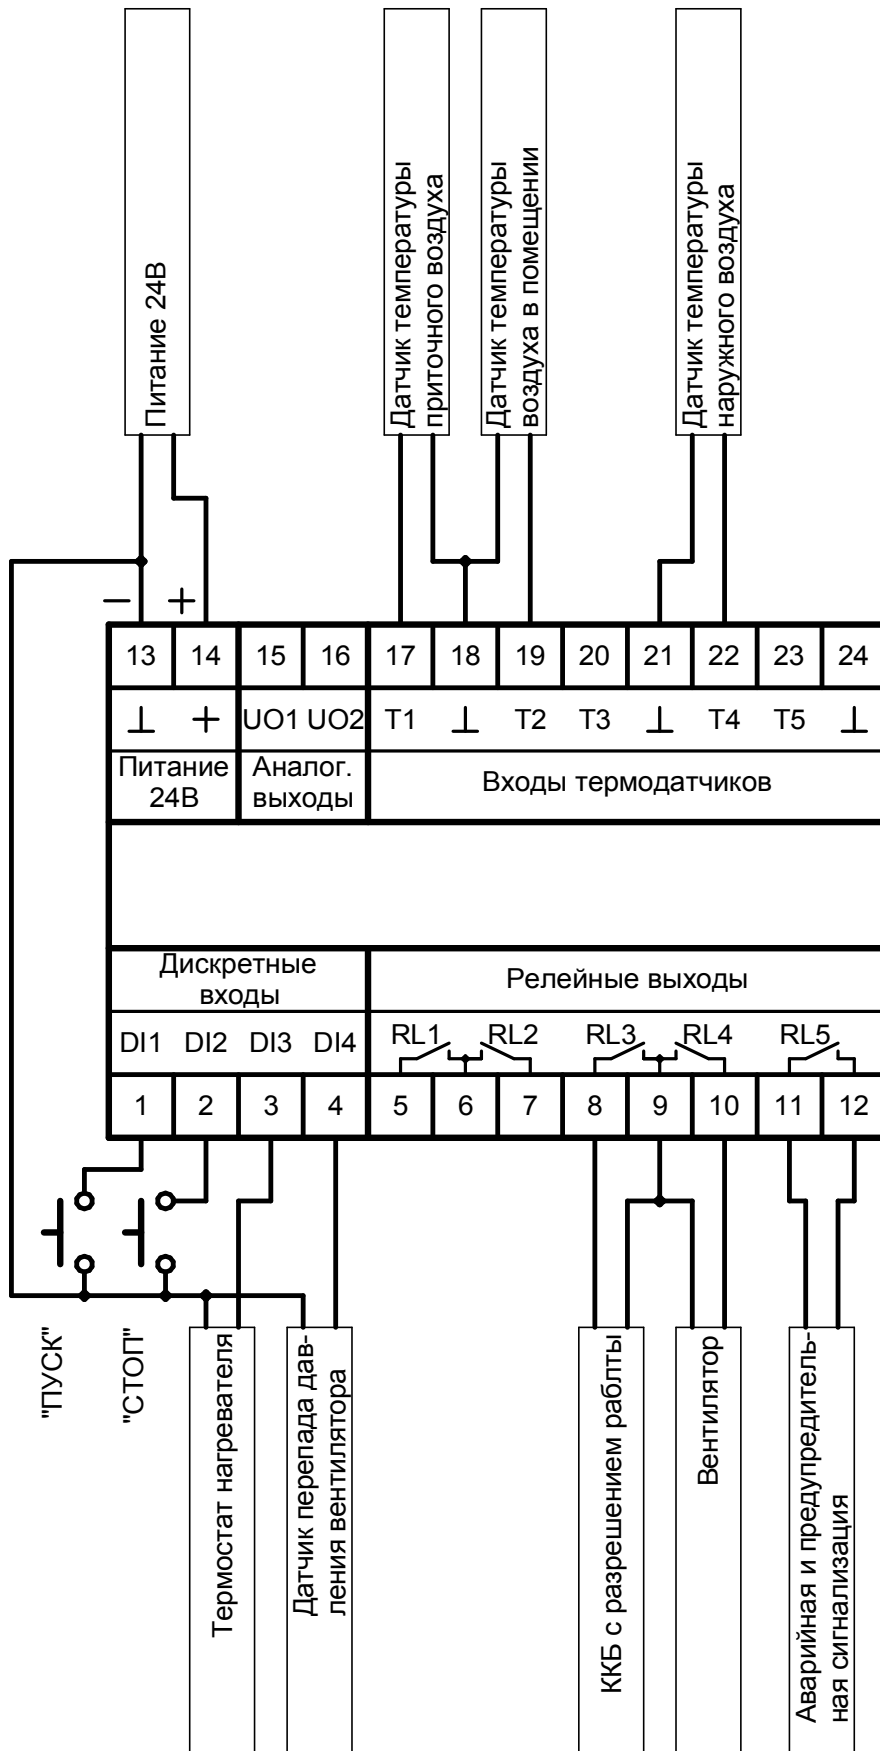 Питание 24В
Датчик температуры
приточного воздуха
Датчик температуры
воздуха в помещении
Датчик температуры
наружного воздуха
− +
13 14 15 16 17 18 19 20 21 22 23 24
⊥ + UO1 UO2 T1 ⊥ T2 T3 ⊥ T4 T5 ⊥
Питание
24В
Аналог.
выходы
Входы термодатчиков
Дискретные
входы
Релейные выходы
DI1 DI2 DI3 DI4 RL1 RL2 RL3 RL4 RL5
1 2 3 4 5 6 7 8 9 10 11 12
"ПУСК"
"СТОП"
Термостат нагревателя
Датчик перепада дав-
ления вентилятора
ККБ с разрешением раблты
Вентилятор
Аварийная и предупредитель-
ная сигнализация